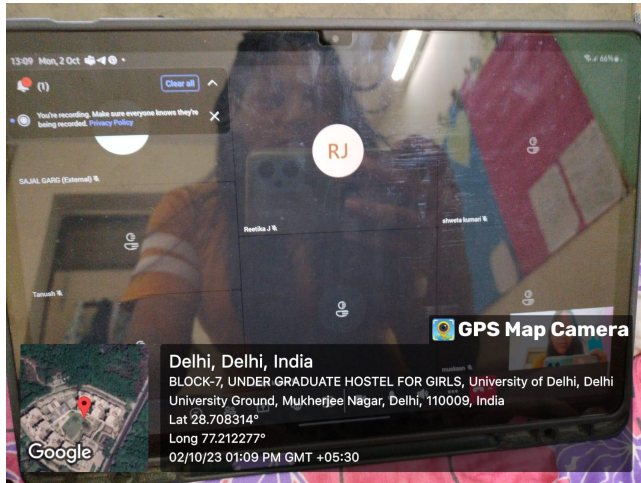 13:09 Mon, 2 Oct
66%
(1)
Clear all
You're recording. Make sure everyone knows they're
being recorded. Privacy Policy
SAJAL GARG (External)
RJ
Reetika J
shweta kumari
Tanush
muskaan
GPS Map Camera
Delhi, Delhi, India
BLOCK-7, UNDER GRADUATE HOSTEL FOR GIRLS, University of Delhi, Delhi
University Ground, Mukherjee Nagar, Delhi, 110009, India
Lat 28.708314°
Long 77.212277°
02/10/23 01:09 PM GMT +05:30
Google